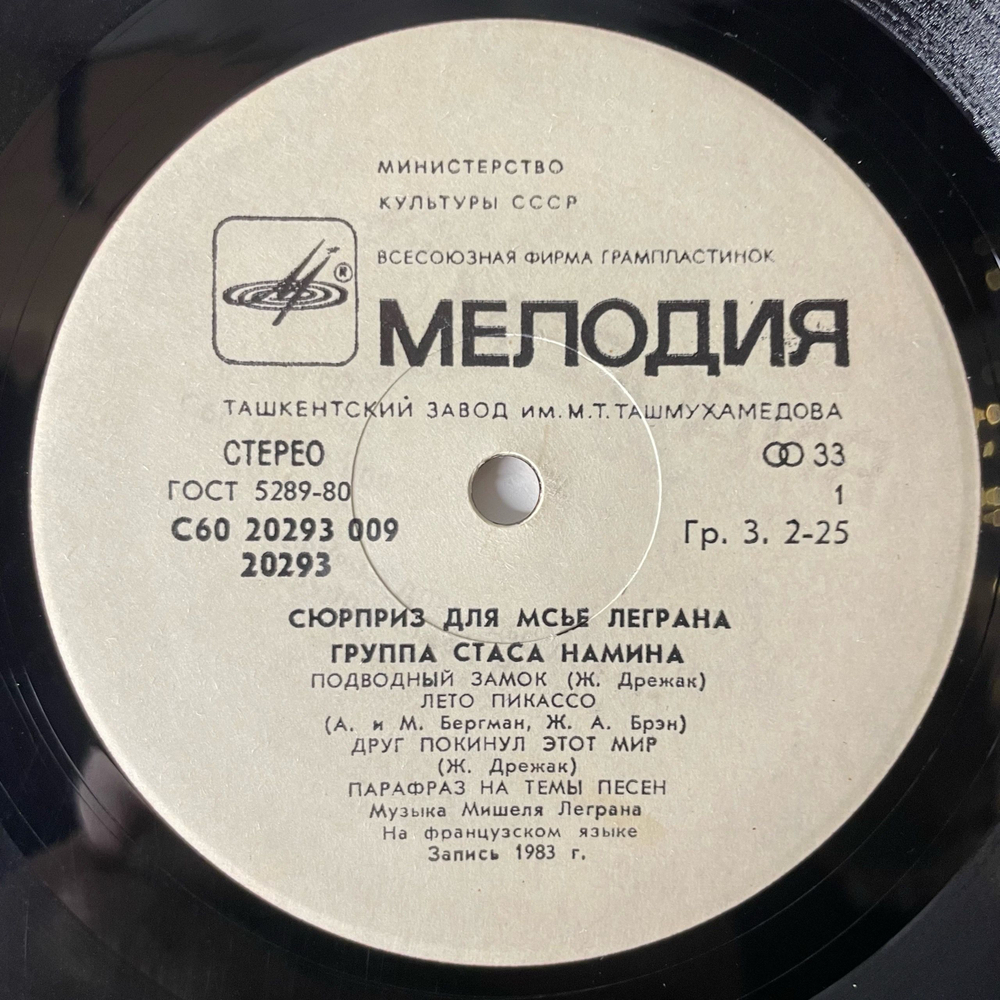 МИНИСТЕРСТВО
КУЛЬТУРЫ СССР
ВСЕСОЮЗНАЯ ФИРМА ГРАМПЛАСТИНОК
®
МЕЛОДИЯ
ТАШКЕНТСКИЙ ЗАВОД ИМ. М.Т. ТАШМУХАМЕДОВА
СТЕРЕО 33
ГОСТ 5289-80 1
С60 20293 009 Гр. 3. 2-25
20293
СЮРПРИЗ ДЛЯ МСЬЕ ЛЕГРАНА
ГРУППА СТАСА НАМИНА
ПОДВОДНЫЙ ЗАМОК (Ж. Дрежак)
ЛЕТО ПИКАССО
(А. и М. Бергман, Ж. А. Брэн)
ДРУГ ПОКИНУЛ ЭТОТ МИР
(Ж. Дрежак)
ПАРАФРАЗ НА ТЕМЫ ПЕСЕН
Музыка Мишеля Леграна
На французском языке
Запись 1983 г.